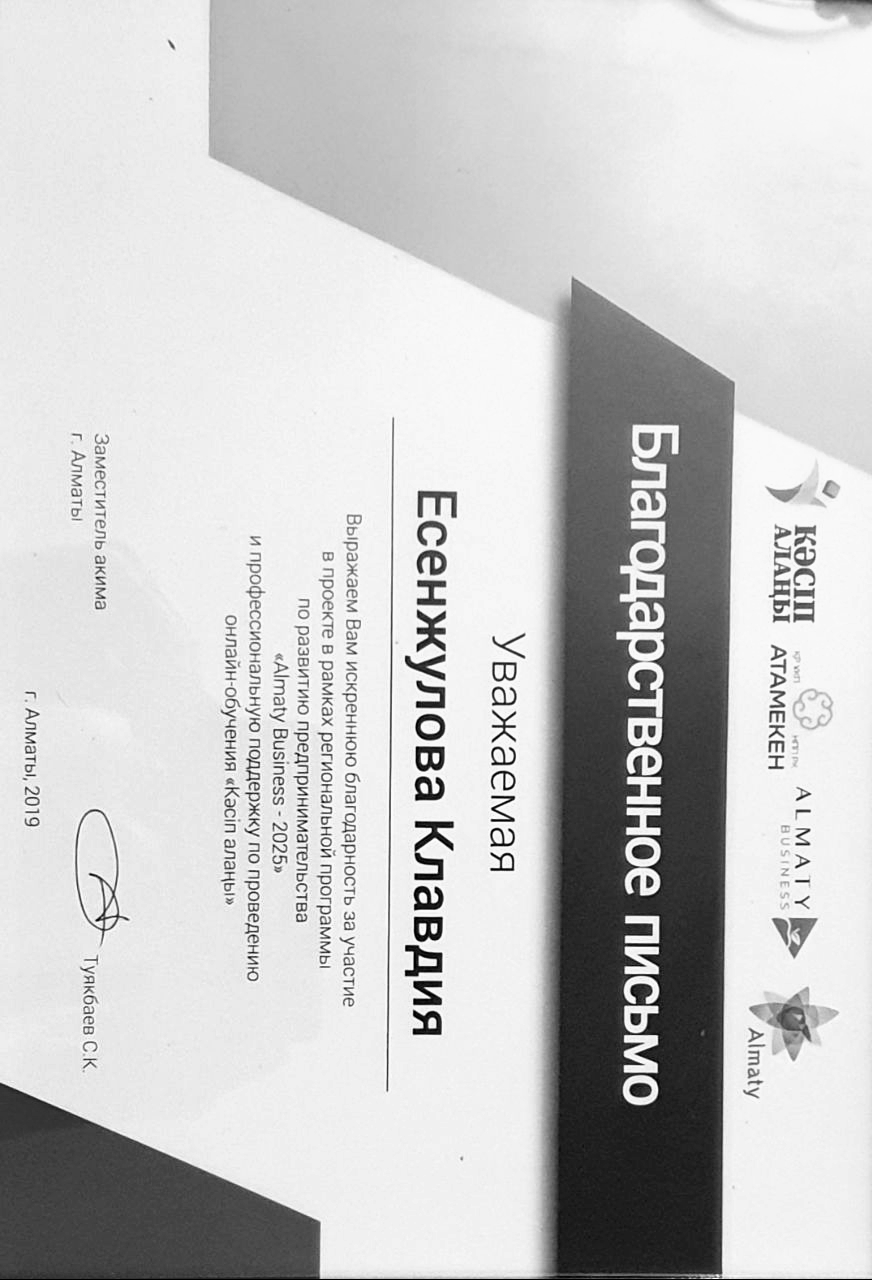 КӘСІП
АЛАҢЫ
АТАМЕКЕН
ALMATY
BUSINESS
Almaty
Благодарственное письмо
Уважаемая
Есенжулова Клавдия
Выражаем Вам искреннюю благодарность за участие
в проекте в рамках региональной программы
по развитию предпринимательства
«Almaty Business - 2025»
и профессиональную поддержку по проведению
онлайн-обучения «Кәсіп алаңы»
Заместитель акима
г. Алматы
Туякбаев С.К.
г. Алматы, 2019